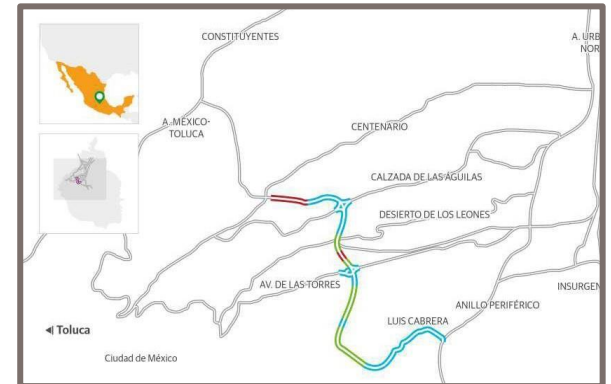 CONSTITUYENTES
A. URB
NOR
A. MÉXICO-
TOLUCA
CENTENARIO
CALZADA DE LAS ÁGUILAS
DESIERTO DE LOS LEONES
AV. DE LAS TORRES
INSURGEN
ANILLO PERIFÉRICO
LUIS CABRERA
Toluca
Ciudad de México